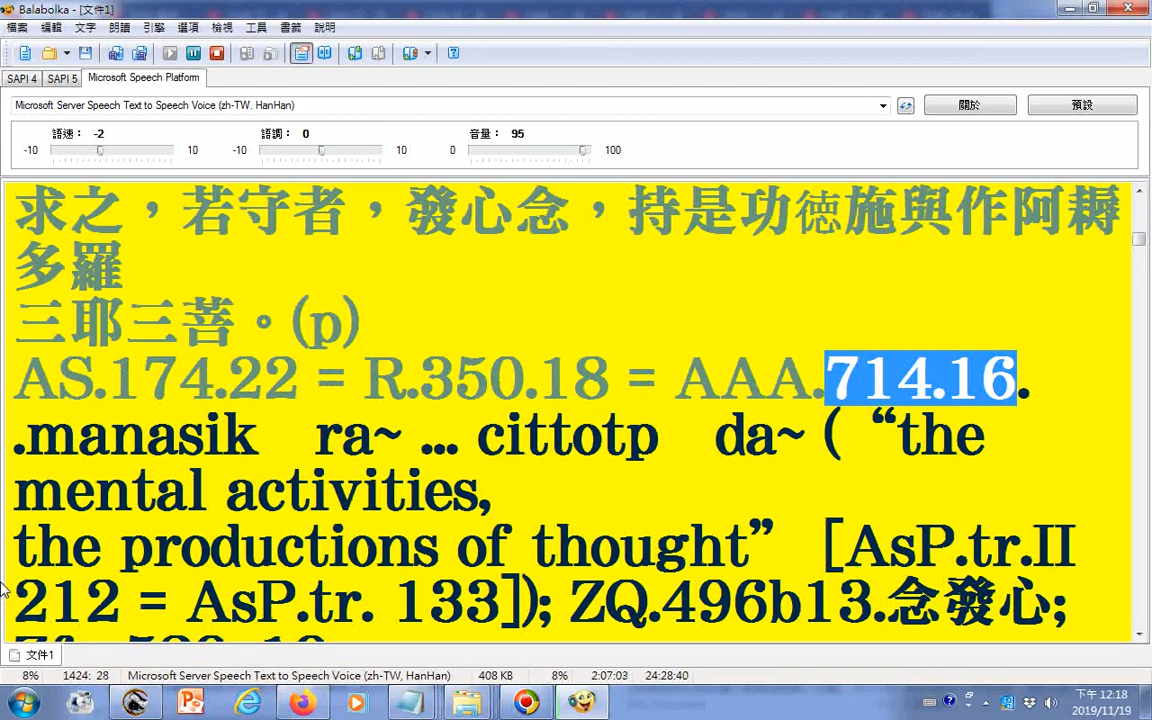 Balabolka - [文件1]
檔案 編輯 文字 朗讀 引擎 選項 檢視 工具 書籤 說明
SAPI 4 SAPI 5 Microsoft Speech Platform
Microsoft Server Speech Text to Speech Voice (zh-TW, HanHan) 關於 預設
語速： -2 語調： 0 音量： 95
-10 10 -10 10 0 100
求之，若守者，發心念，持是功徳施與作阿耨
多羅
三耶三菩。(p)
AS.174.22 = R.350.18 = AAA.714.16.
.manasik ra~ ... cittotp da~ (“the
mental activities,
the productions of thought” [AsP.tr.II
212 = AsP.tr. 133]); ZQ.496b13.念發心;
文件1
8% 1424: 28 Microsoft Server Speech Text to Speech Voice (zh-TW, HanHan) 408 KB 8% 2:07:03 24:28:40
下午 12:18
2019/11/19